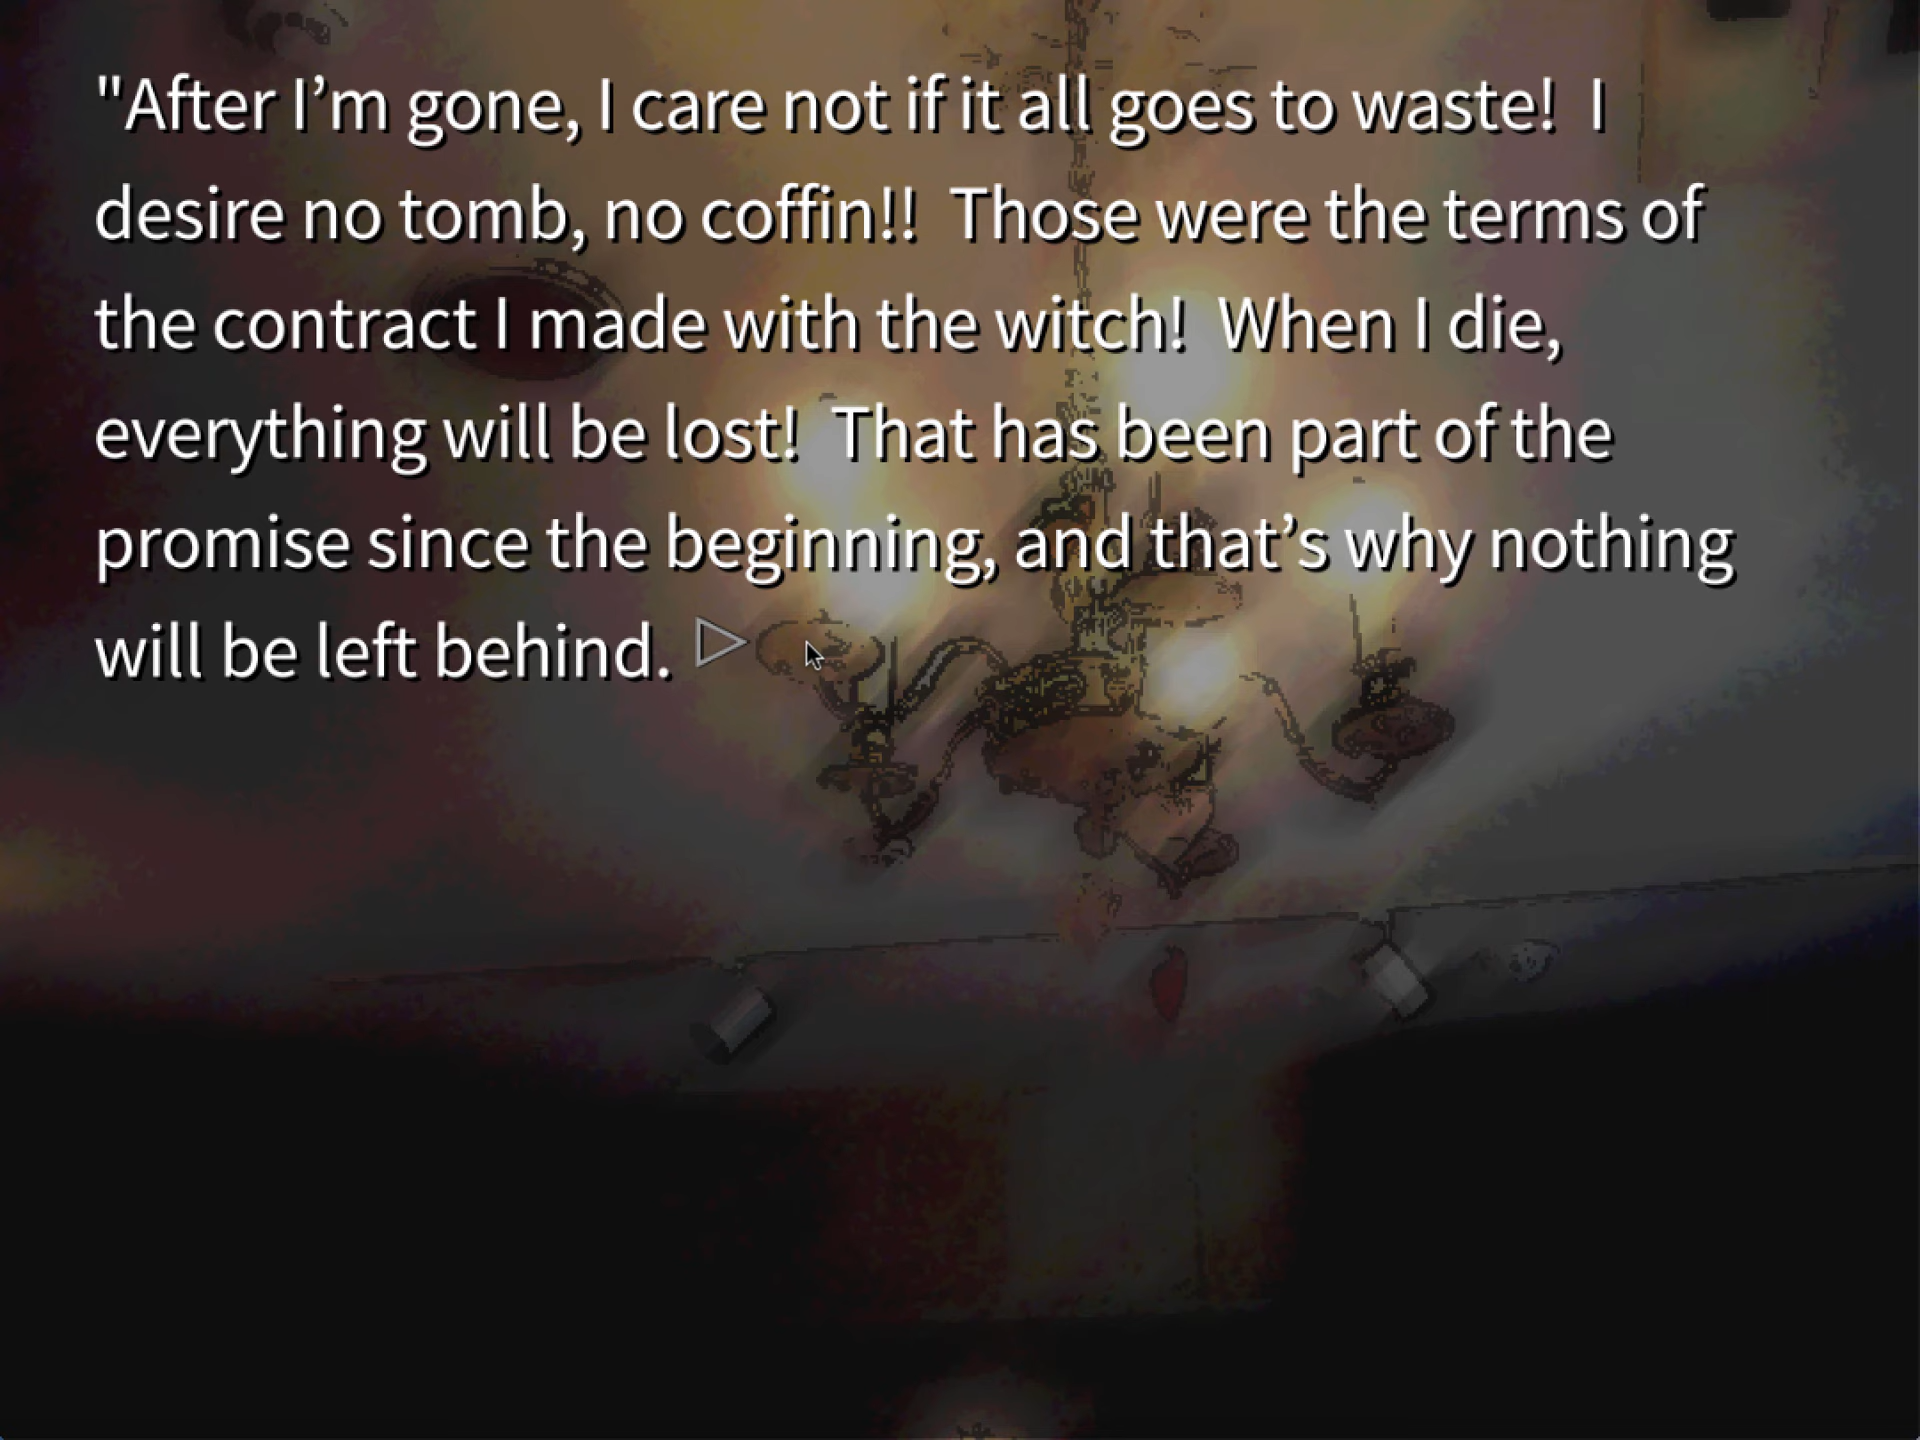 "After I’m gone, I care not if it all goes to waste!  I
desire no tomb, no coffin!!  Those were the terms of
the contract I made with the witch!  When I die,
everything will be lost!  That has been part of the
promise since the beginning, and that’s why nothing
will be left behind.